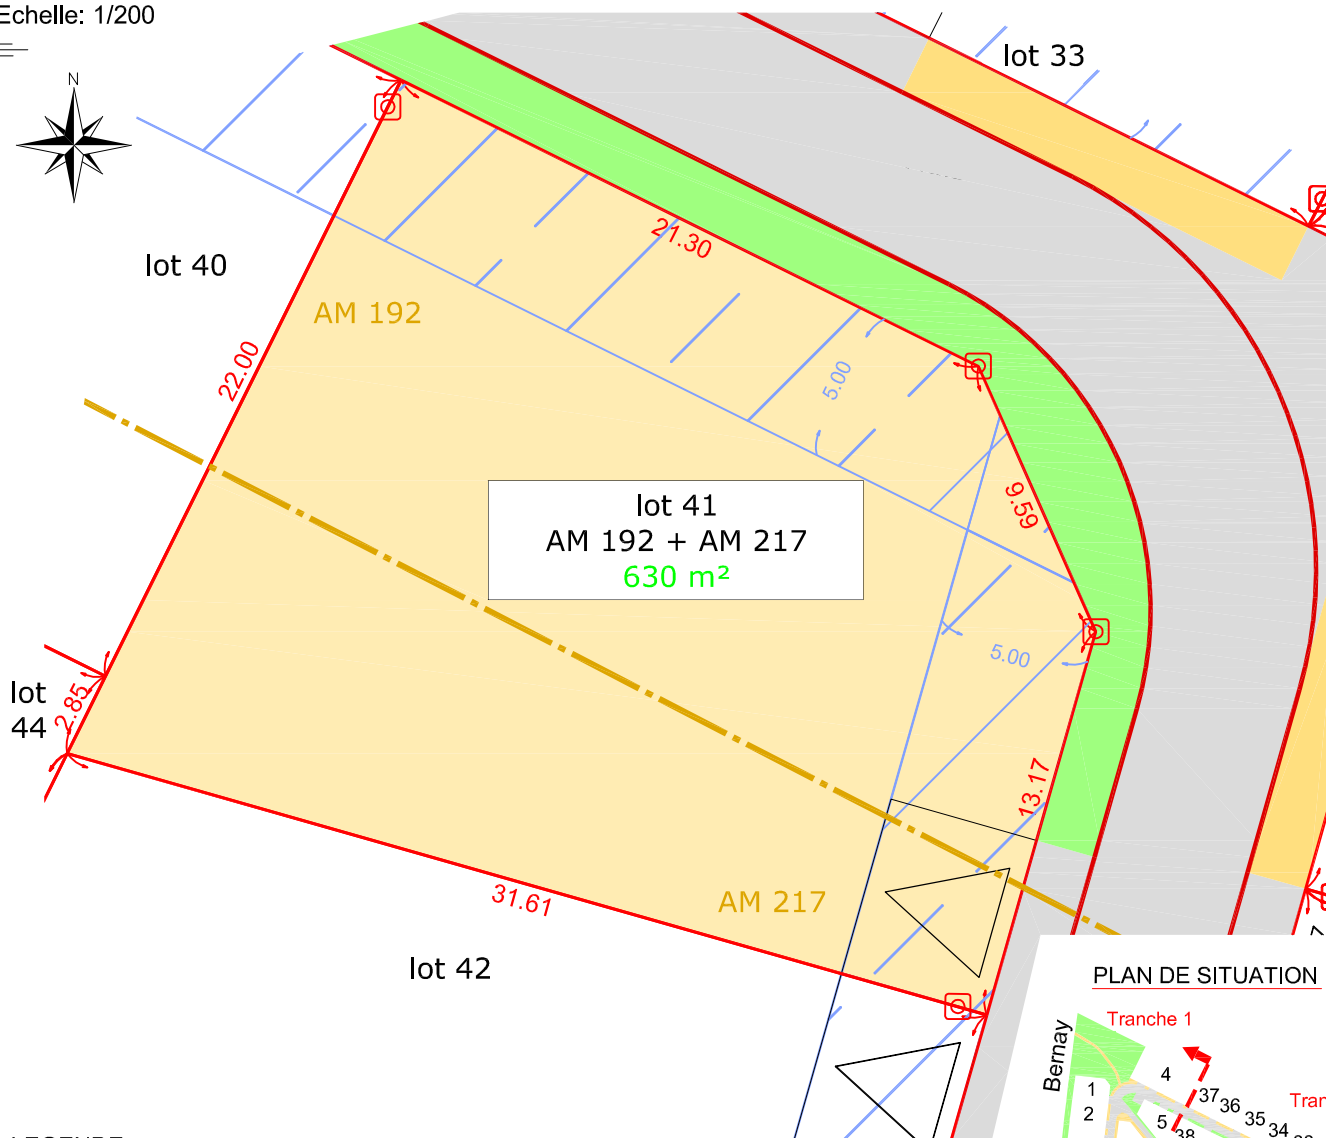 Echelle: 1/200
N
lot 33
lot 40
21.30
AM 192
22.00
5.00
lot 41
AM 192 + AM 217
630 m²
9.59
5.00
lot
44
2.85
13.17
31.61
AM 217
lot 42
PLAN DE SITUATION
Tranche 1
Bernay
4
1
2
37
36
35
34
5
38